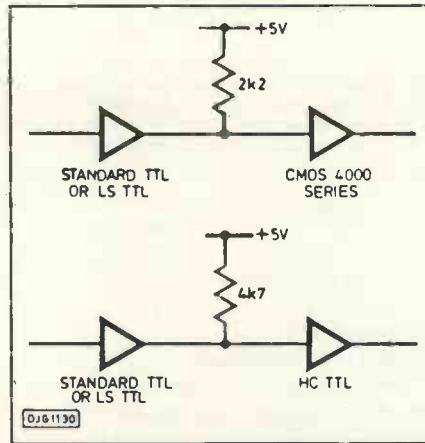 +5V
2k2
STANDARD TTL
OR LS TTL
CMOS 4000
SERIES
+5V
4k7
STANDARD TTL
OR LS TTL
HC TTL
DJG1130